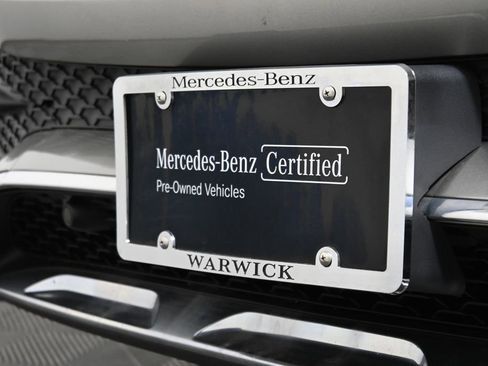 Mercedes-Benz
Mercedes-Benz Certified
Pre-Owned Vehicles
WARWICK